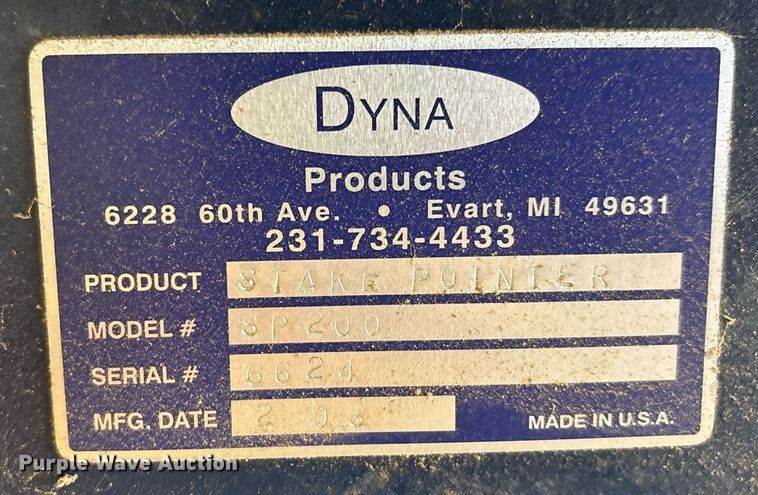 DYNA
Products
6228 60th Ave. • Evart, MI 49631
231-734-4433
PRODUCT STAKE POINTER
MODEL # SP200
SERIAL # 6624
MFG. DATE
MADE IN U.S.A.
Purple Wave Auction